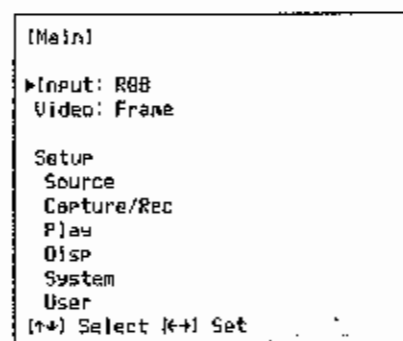 [Main]
▶Input: RGB
Video: Frame
Setup
Source
Capture/Rec
Play
Disp
System
User
[↑↓] Select [←→] Set